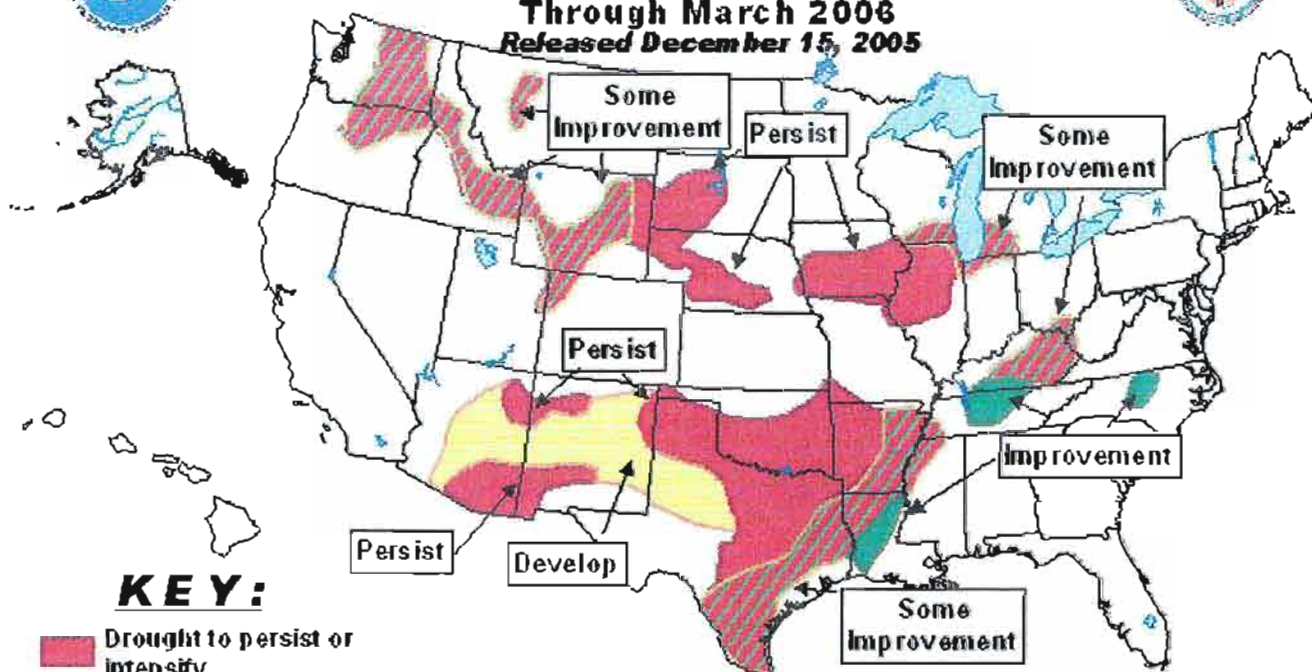 Through March 2006
Released December 15, 2005
Some
Improvement
Persist
Some
Improvement
Persist
Improvement
Persist
Develop
Some
Improvement
KEY:
Drought to persist or
intensify